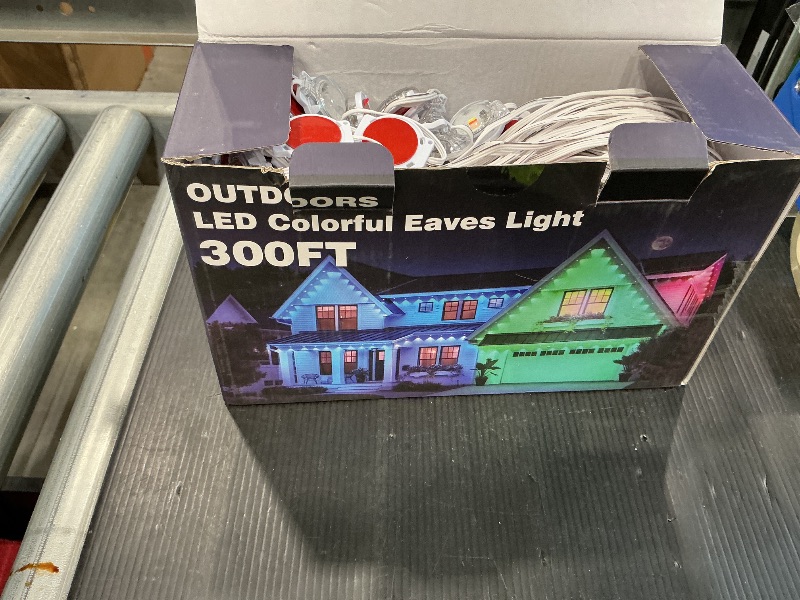 OUTDOORS
LED Colorful Eaves Light
300FT